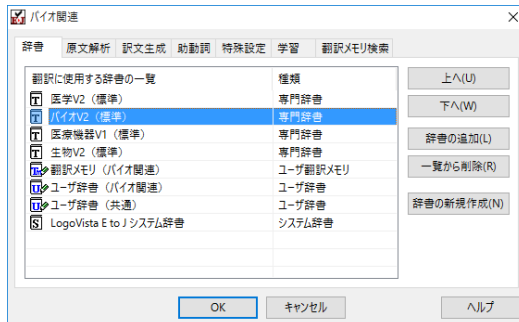 バイオ関連
辞書 原文解析 訳文生成 助動詞 特殊設定 学習 翻訳メモリ検索
翻訳に使用する辞書の一覧 種類
医学V2（標準） 専門辞書
バイオV2（標準） 専門辞書
医療機器V1（標準） 専門辞書
生物V2（標準） 専門辞書
翻訳メモリ（バイオ関連） ユーザ翻訳メモリ
ユーザ辞書（バイオ関連） ユーザ辞書
ユーザ辞書（共通） ユーザ辞書
LogoVista E to J システム辞書 システム辞書
上へ(U)
下へ(W)
辞書の追加(L)
一覧から削除(R)
辞書の新規作成(N)
OK キャンセル ヘルプ